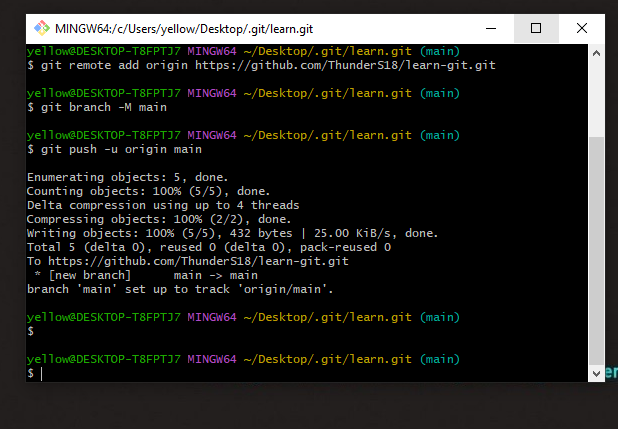 MINGW64:/c/Users/yellow/Desktop/.git/learn.git
yellow@DESKTOP-T8FPTJ7 MINGW64 ~/Desktop/.git/learn.git (main)
$ git remote add origin https://github.com/ThunderS18/learn-git.git
yellow@DESKTOP-T8FPTJ7 MINGW64 ~/Desktop/.git/learn.git (main)
$ git branch -M main
yellow@DESKTOP-T8FPTJ7 MINGW64 ~/Desktop/.git/learn.git (main)
$ git push -u origin main
Enumerating objects: 5, done.
Counting objects: 100% (5/5), done.
Delta compression using up to 4 threads
Compressing objects: 100% (2/2), done.
Writing objects: 100% (5/5), 432 bytes | 25.00 KiB/s, done.
Total 5 (delta 0), reused 0 (delta 0), pack-reused 0
To https://github.com/ThunderS18/learn-git.git
 * [new branch]      main -> main
branch 'main' set up to track 'origin/main'.
yellow@DESKTOP-T8FPTJ7 MINGW64 ~/Desktop/.git/learn.git (main)
$
yellow@DESKTOP-T8FPTJ7 MINGW64 ~/Desktop/.git/learn.git (main)
$